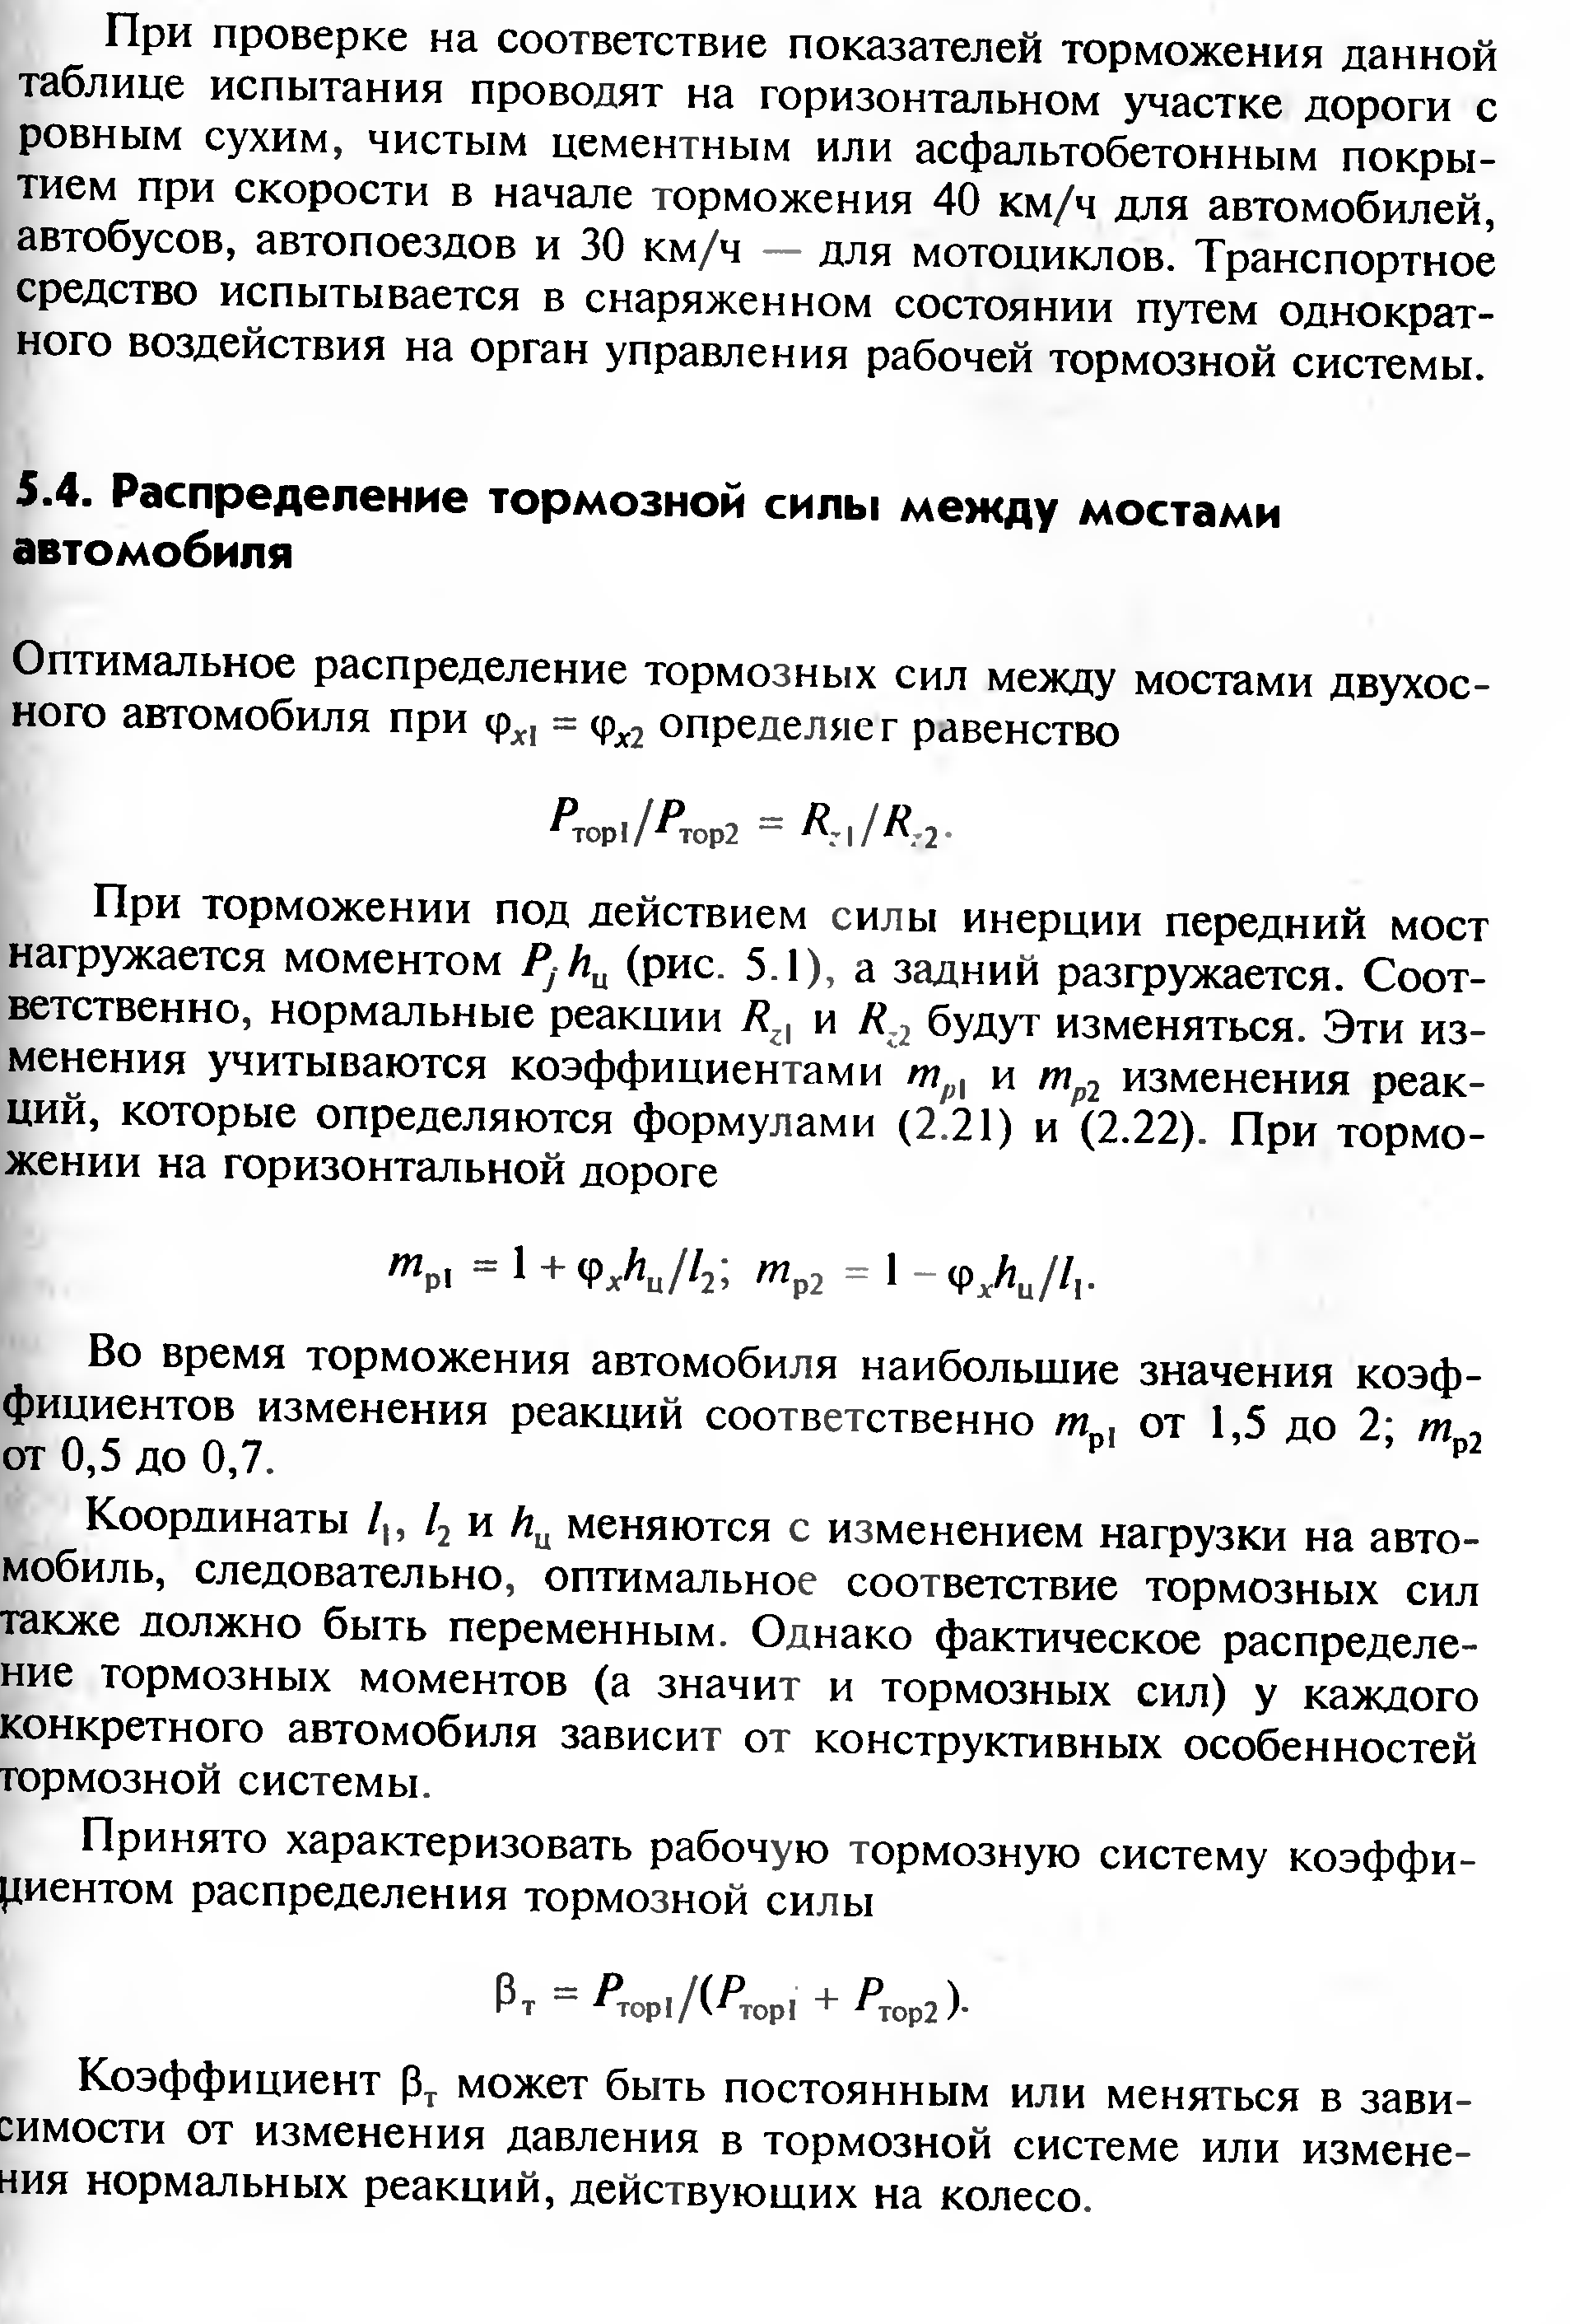 При проверке на соответствие показателей торможения данной
таблице испытания проводят на горизонтальном участке дороги с
ровным сухим, чистым цементным или асфальтобетонным покры-
тием при скорости в начале торможения 40 км/ч для автомобилей,
автобусов, автопоездов и 30 км/ч — для мотоциклов. Транспортное
средство испытывается в снаряженном состоянии путем однократ-
ного воздействия на орган управления рабочей тормозной системы.
5.4. Распределение тормозной силы между мостами
автомобиля
Оптимальное распределение тормозных сил между мостами двухос-
ного автомобиля при φx1 = φx2 определяет равенство
Pтор1/Pтор2 = Rz1/Rz2.
При торможении под действием силы инерции передний мост
нагружается моментом Pjhц (рис. 5.1), а задний разгружается. Соот-
ветственно, нормальные реакции Rz1 и Rz2 будут изменяться. Эти из-
менения учитываются коэффициентами mp1 и mp2 изменения реак-
ций, которые определяются формулами (2.21) и (2.22). При тормо-
жении на горизонтальной дороге
mр1 = 1 + φxhц/l2; mр2 = 1 − φxhц/l1.
Во время торможения автомобиля наибольшие значения коэф-
фициентов изменения реакций соответственно mр1 от 1,5 до 2; mр2
от 0,5 до 0,7.
Координаты l1, l2 и hц меняются с изменением нагрузки на авто-
мобиль, следовательно, оптимальное соответствие тормозных сил
также должно быть переменным. Однако фактическое распределе-
ние тормозных моментов (а значит и тормозных сил) у каждого
конкретного автомобиля зависит от конструктивных особенностей
тормозной системы.
Принято характеризовать рабочую тормозную систему коэффи-
циентом распределения тормозной силы
βт = Pтор1/(Pтор1 + Pтор2).
Коэффициент βт может быть постоянным или меняться в зави-
симости от изменения давления в тормозной системе или измене-
ния нормальных реакций, действующих на колесо.